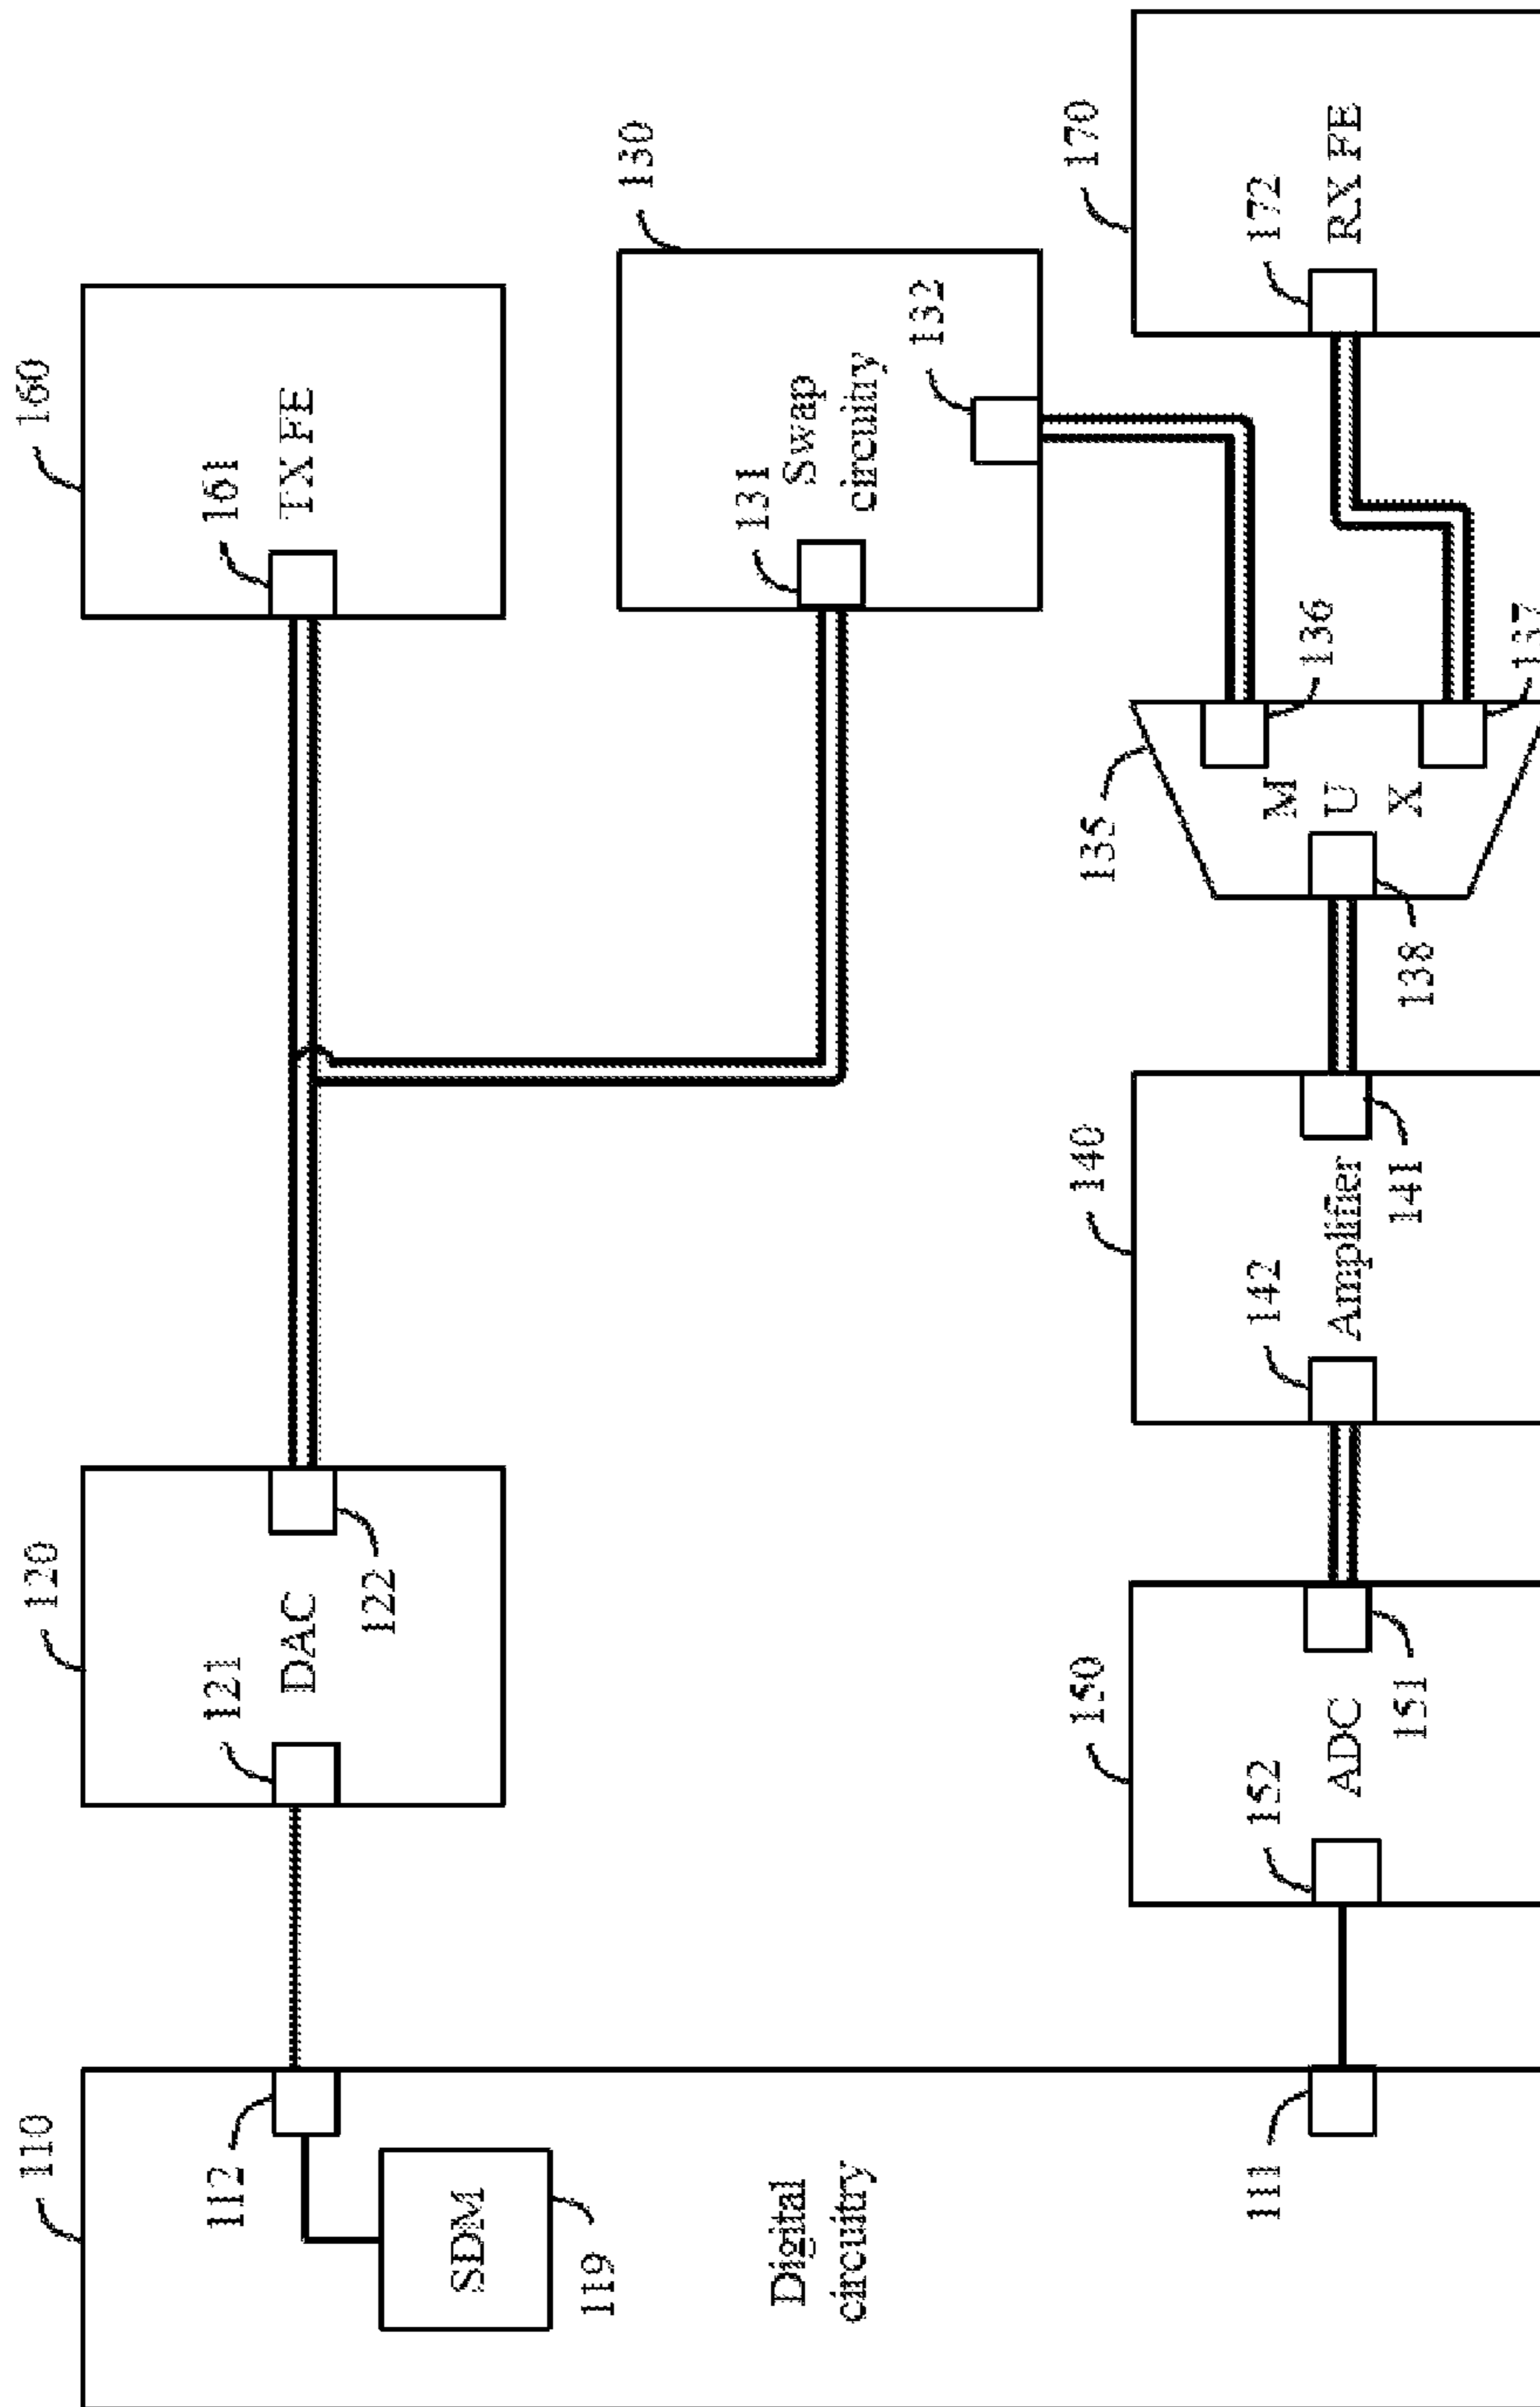 110
112
SDM
119
Digital
circuitry
111
120
121
DAC
122
160
161
TX FE
130
131
Swap
circuitry
132
150
152
ADC
151
140
142
Amplifier
141
135
138
M
U
X
136
137
170
172
RX FE